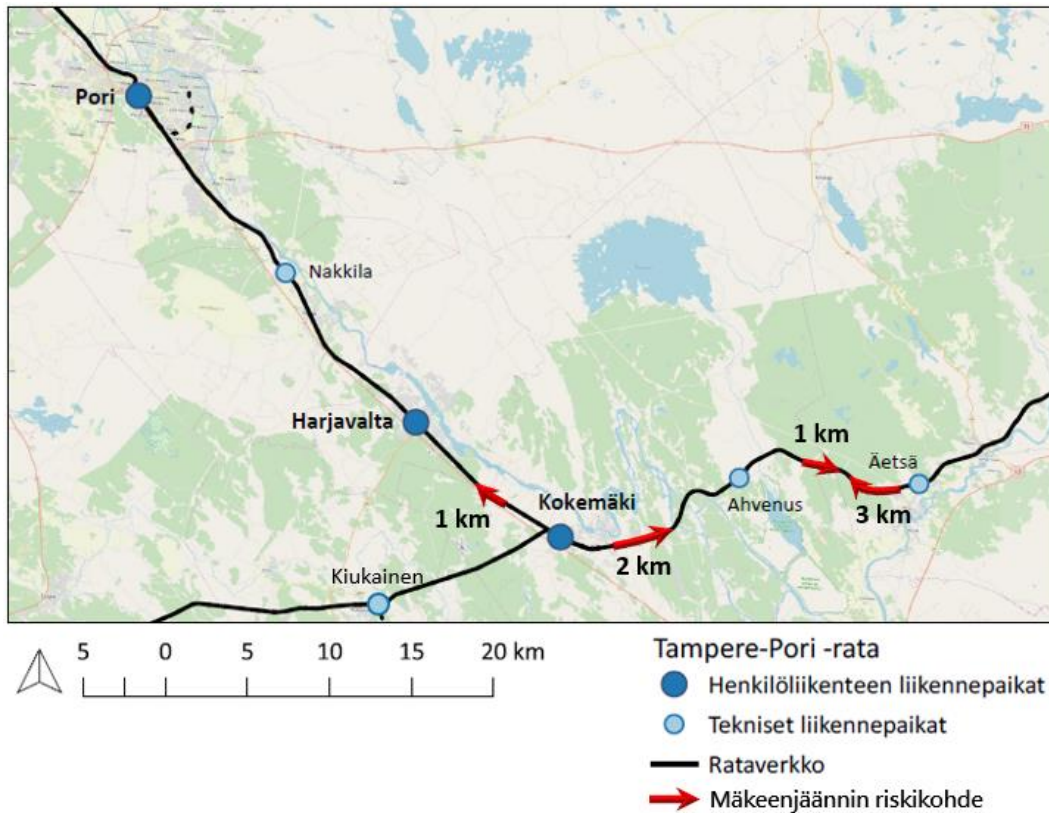 Pori
Nakkila
Harjavalta
1 km
Äetsä
Kokemäki
Ahvenus
3 km
1 km
2 km
Kiukainen
5 0 5 10 15 20 km
Tampere-Pori -rata
Henkilöliikenteen liikennepaikat
Tekniset liikennepaikat
Rataverkko
Mäkeenjäännin riskikohde